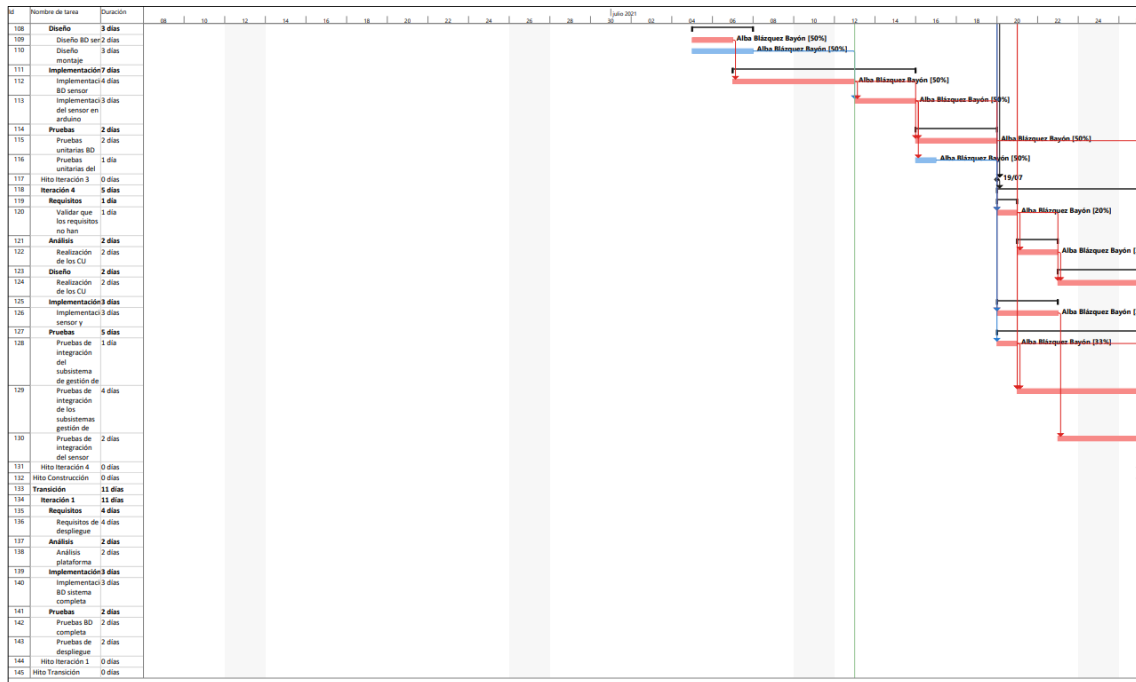 Id Nombre de tarea Duración
julio 2021
08 10 12 14 16 18 20 22 24 26 28 30 02 04 06 08 10 12 14 16 18 20 22 24
108 Diseño 3 días
109 Diseño BD ser 2 días Alba Blázquez Bayón [50%]
110 Diseño 3 días Alba Blázquez Bayón [50%]
montaje
111 Implementación 7 días
112 Implementaci 4 días Alba Blázquez Bayón [50%]
BD sensor
113 Implementaci 3 días Alba Blázquez Bayón [50%]
del sensor en
arduino
114 Pruebas 2 días
115 Pruebas 2 días Alba Blázquez Bayón [50%]
unitarias BD
116 Pruebas 1 día Alba Blázquez Bayón [50%]
unitarias del
117 Hito Iteración 3 0 días 19/07
118 Iteración 4 5 días
119 Requisitos 1 día
120 Validar que 1 día Alba Blázquez Bayón [20%]
los requisitos
no han
121 Análisis 2 días
122 Realización 2 días Alba Blázquez Bayón [
de los CU
123 Diseño 2 días
124 Realización 2 días
de los CU
125 Implementación 3 días
126 Implementaci 3 días Alba Blázquez Bayón [
sensor y
127 Pruebas 5 días
128 Pruebas de 1 día Alba Blázquez Bayón [33%]
integración
del
subsistema
de gestión de
129 Pruebas de 4 días
integración
de los
subsistemas
gestión de
130 Pruebas de 2 días
integración
del sensor
131 Hito Iteración 4 0 días
132 Hito Construcción 0 días
133 Transición 11 días
134 Iteración 1 11 días
135 Requisitos 4 días
136 Requisitos de 4 días
despliegue
137 Análisis 2 días
138 Análisis 2 días
plataforma
139 Implementación 3 días
140 Implementaci 3 días
BD sistema
completa
141 Pruebas 2 días
142 Pruebas BD 2 días
completa
143 Pruebas de 2 días
despliegue
144 Hito Iteración 1 0 días
145 Hito Transición 0 días